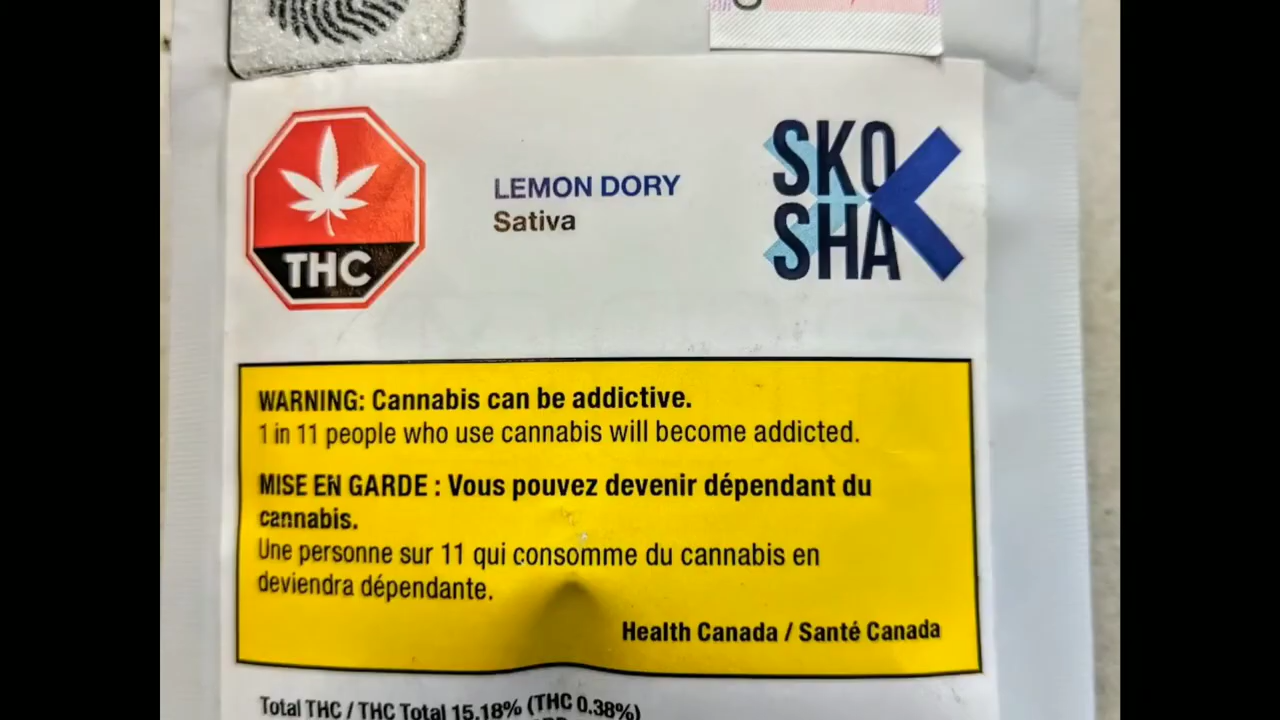 THC
LEMON DORY
Sativa
SKO
SHA
WARNING: Cannabis can be addictive.
1 in 11 people who use cannabis will become addicted.
MISE EN GARDE : Vous pouvez devenir dépendant du
cannabis.
Une personne sur 11 qui consomme du cannabis en
deviendra dépendante.
Health Canada / Santé Canada
Total THC / THC Total 15.18% (THC 0.38%)